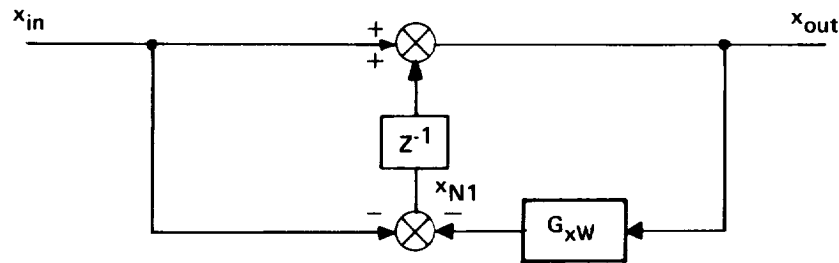 x_in
x_out
+
+
Z^-1
x_N1
−
−
G_xW